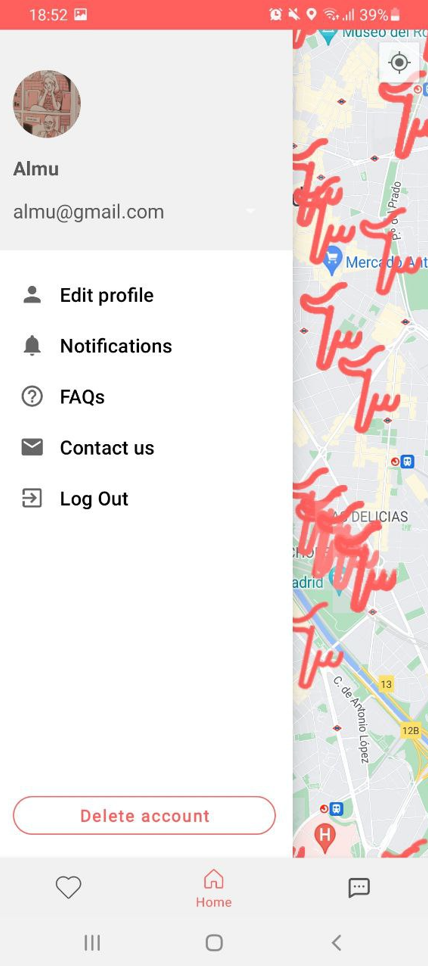 18:52
39%
Museo del Ro
Almu
almu@gmail.com
P.º del Prado
Mercado Ant
Edit profile
Notifications
FAQs
Contact us
Log Out
DELICIAS
adrid
13
C. de Antonio López
12B
H
Delete account
Home